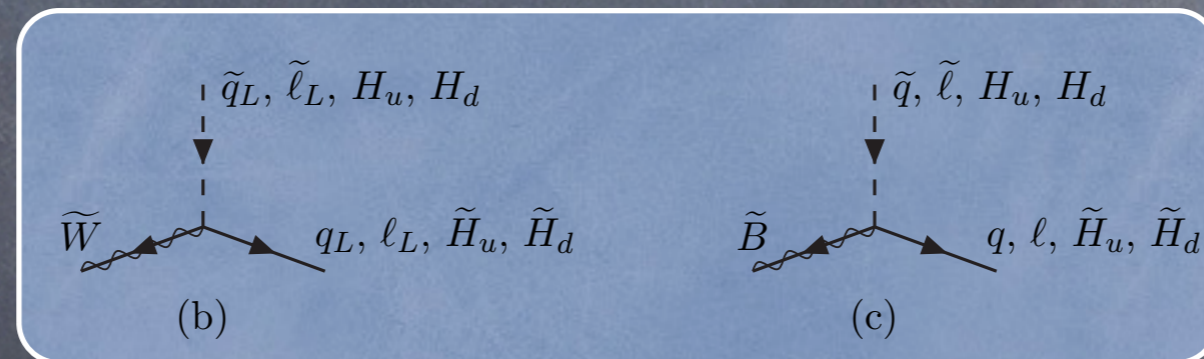 q̃_L, ℓ̃_L, H_u, H_d
q̃, ℓ̃, H_u, H_d
W̃
q_L, ℓ_L, H̃_u, H̃_d
B̃
q, ℓ, H̃_u, H̃_d
(b)
(c)